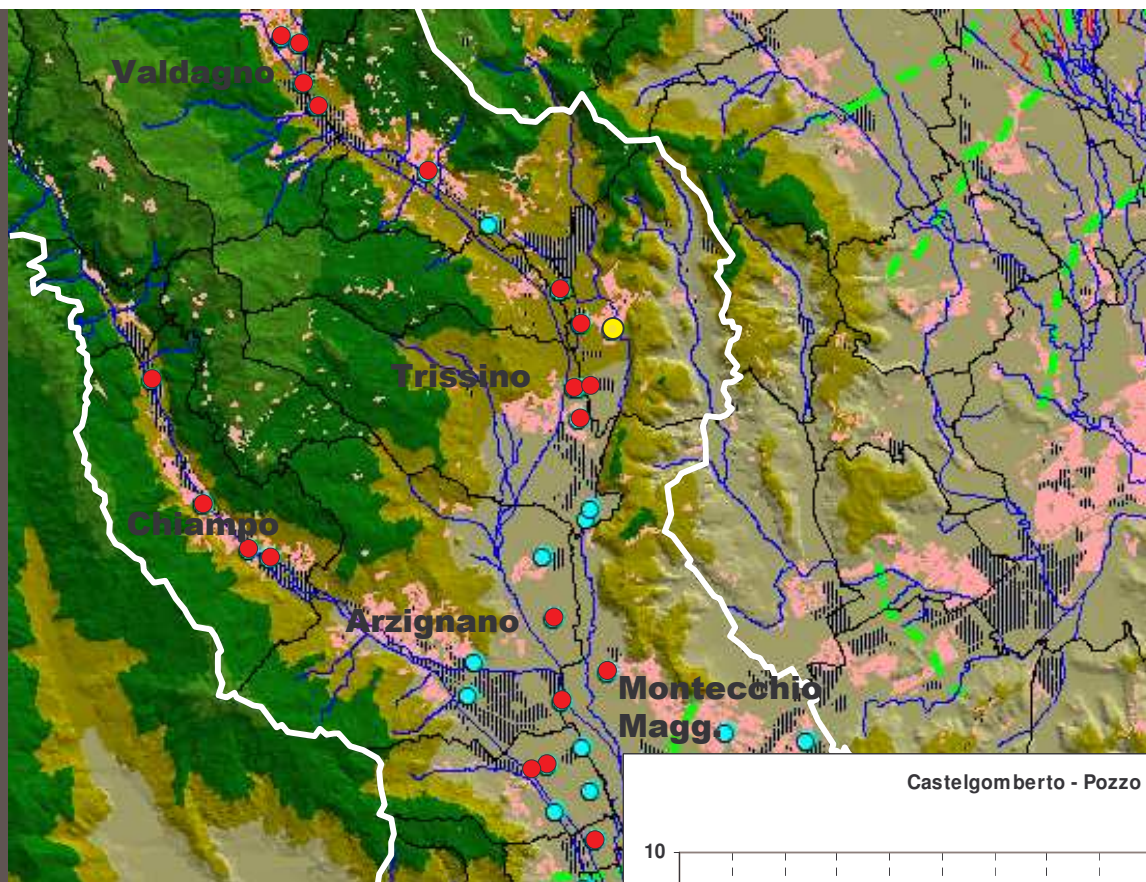 Valdagno
Trissino
Chiampo
Arzignano
Montecchio
Magg.
Castelgomberto - Pozzo
10